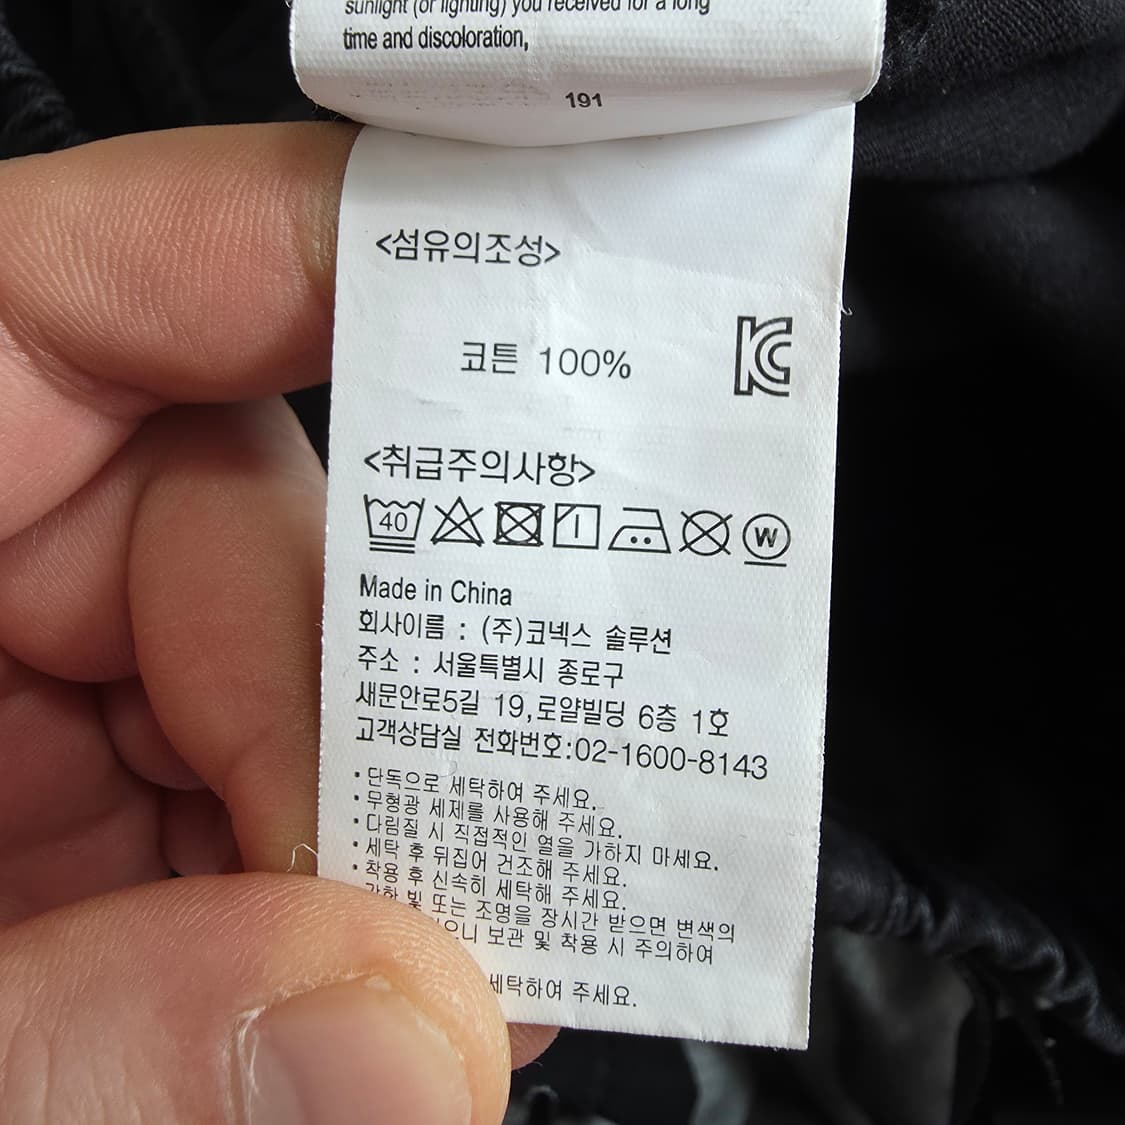 sunlight (or lighting) you received for a long
time and discoloration,
191
<섬유의조성>
코튼 100%
KC
<취급주의사항>
40
W
Made in China
회사이름 : (주)코넥스 솔루션
주소 : 서울특별시 종로구
새문안로5길 19,로얄빌딩 6층 1호
고객상담실 전화번호:02-1600-8143
· 단독으로 세탁하여 주세요.
· 무형광 세제를 사용해 주세요.
· 다림질 시 직접적인 열을 가하지 마세요.
· 세탁 후 뒤집어 건조해 주세요.
· 착용 후 신속히 세탁해 주세요.
빛 또는 조명을 장시간 받으면 변색의
보관 및 착용 시 주의하여
세탁하여 주세요.